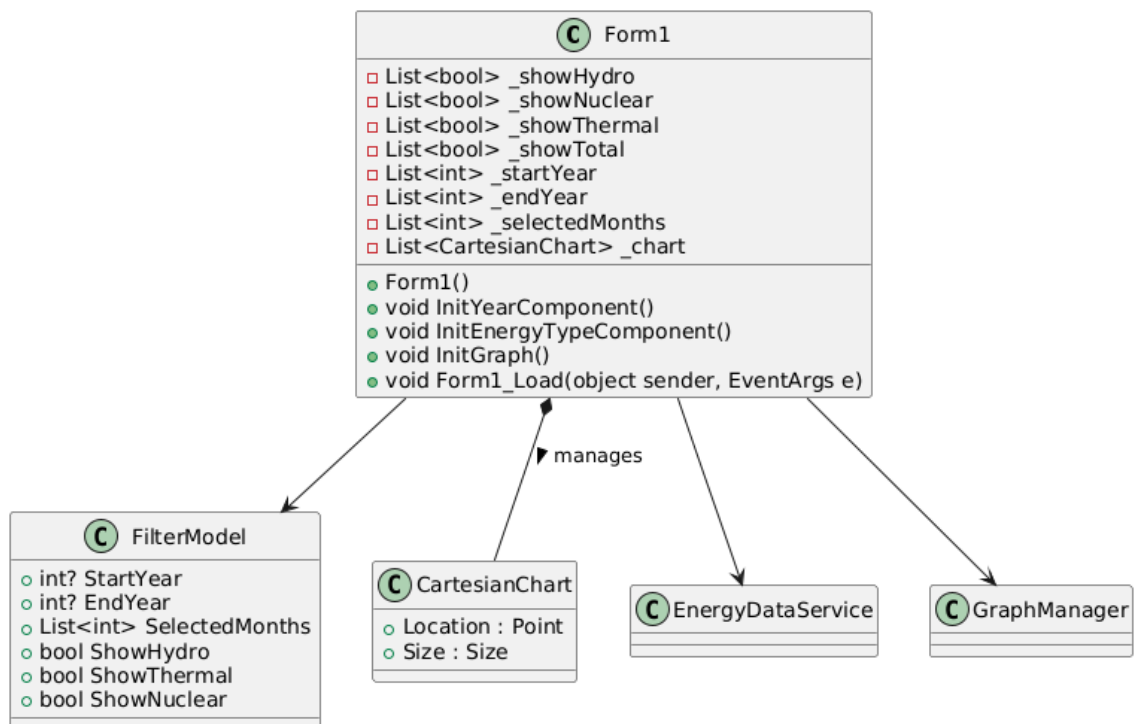 C Form1
List<bool> _showHydro
List<bool> _showNuclear
List<bool> _showThermal
List<bool> _showTotal
List<int> _startYear
List<int> _endYear
List<int> _selectedMonths
List<CartesianChart> _chart
Form1()
void InitYearComponent()
void InitEnergyTypeComponent()
void InitGraph()
void Form1_Load(object sender, EventArgs e)
manages
C FilterModel
int? StartYear
int? EndYear
List<int> SelectedMonths
bool ShowHydro
bool ShowThermal
bool ShowNuclear
C CartesianChart
Location : Point
Size : Size
C EnergyDataService
C GraphManager